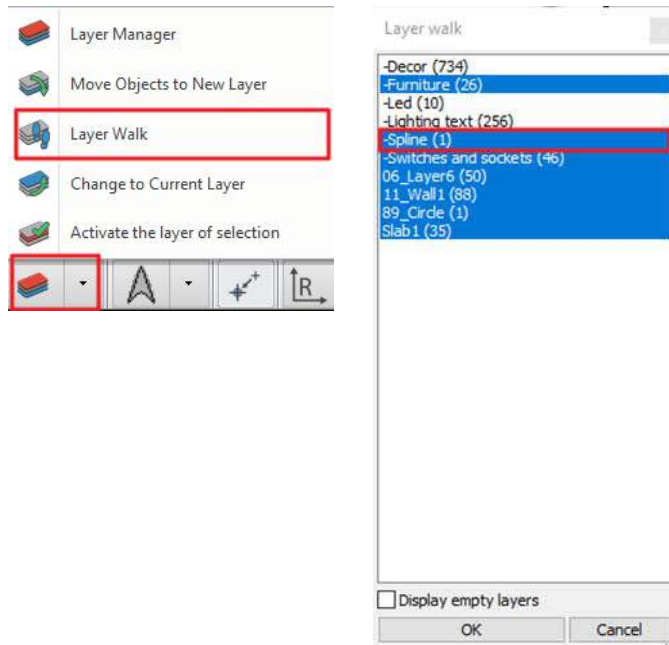 Layer Manager
Move Objects to New Layer
Layer Walk
Change to Current Layer
Activate the layer of selection
R
Layer walk
-Decor (734)
-Furniture (26)
-Led (10)
-Lighting text (256)
-Spline (1)
-Switches and sockets (46)
06_Layer6 (50)
11_Wall1 (88)
89_Circle (1)
Slab1 (35)
Display empty layers
OK
Cancel